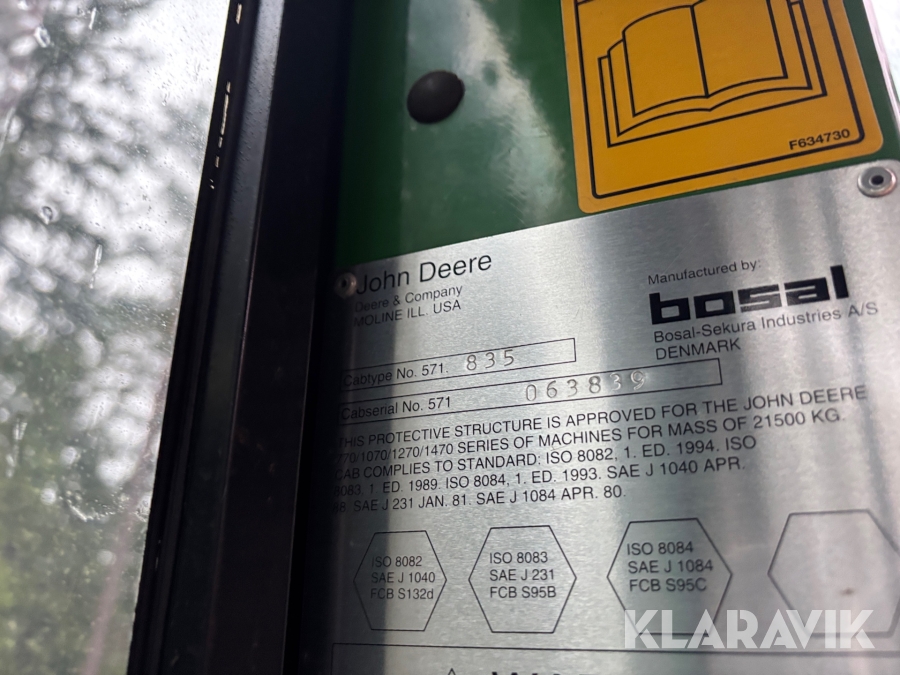 F634730
John Deere
Deere & Company
MOLINE ILL. USA
Manufactured by:
bosal
Bosal-Sekura Industries A/S
DENMARK
Cabtype No. 571. 835
Cabserial No. 571 063839
THIS PROTECTIVE STRUCTURE IS APPROVED FOR THE JOHN DEERE
770/1070/1270/1470 SERIES OF MACHINES FOR MASS OF 21500 KG.
CAB COMPLIES TO STANDARD: ISO 8082, 1. ED. 1994. ISO
8083, 1. ED. 1989. ISO 8084, 1. ED. 1993. SAE J 1040 APR.
88. SAE J 231 JAN. 81. SAE J 1084 APR. 80.
ISO 8082
SAE J 1040
FCB S132d
ISO 8083
SAE J 231
FCB S95B
ISO 8084
SAE J 1084
FCB S95C
KLARAVIK